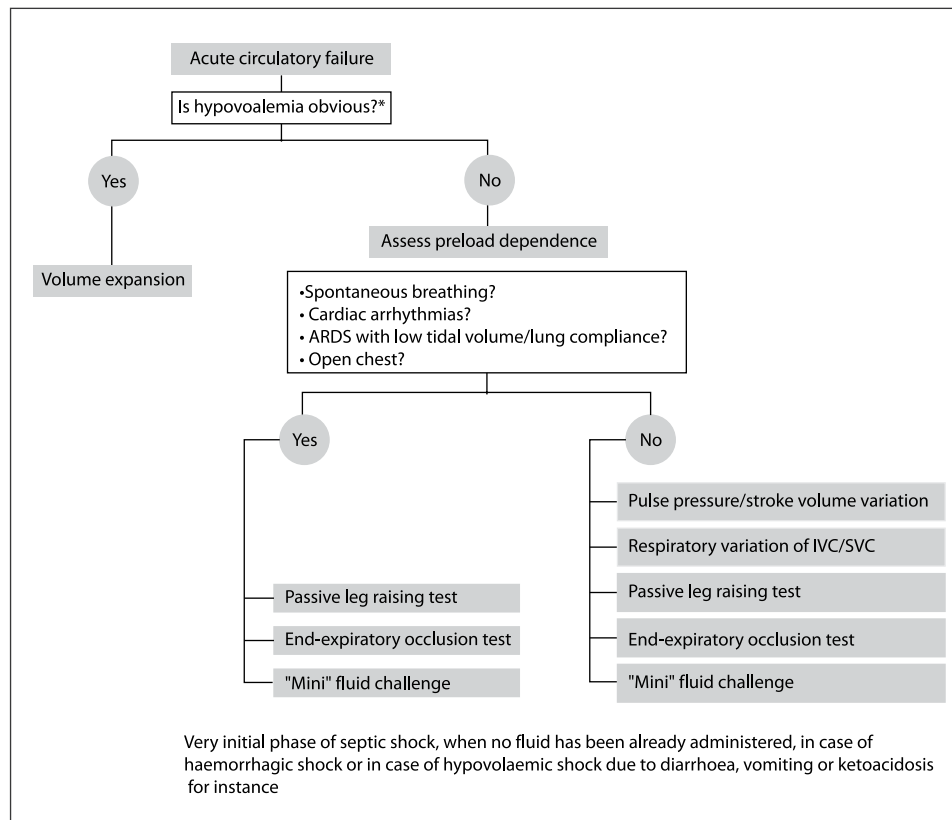 Acute circulatory failure
Is hypovoalemia obvious?*
Yes
No
Assess preload dependence
Volume expansion
•Spontaneous breathing?
• Cardiac arrhythmias?
• ARDS with low tidal volume/lung compliance?
• Open chest?
Yes
No
Pulse pressure/stroke volume variation
Respiratory variation of IVC/SVC
Passive leg raising test
Passive leg raising test
End-expiratory occlusion test
End-expiratory occlusion test
"Mini" fluid challenge
"Mini" fluid challenge
Very initial phase of septic shock, when no fluid has been already administered, in case of
haemorrhagic shock or in case of hypovolaemic shock due to diarrhoea, vomiting or ketoacidosis
for instance